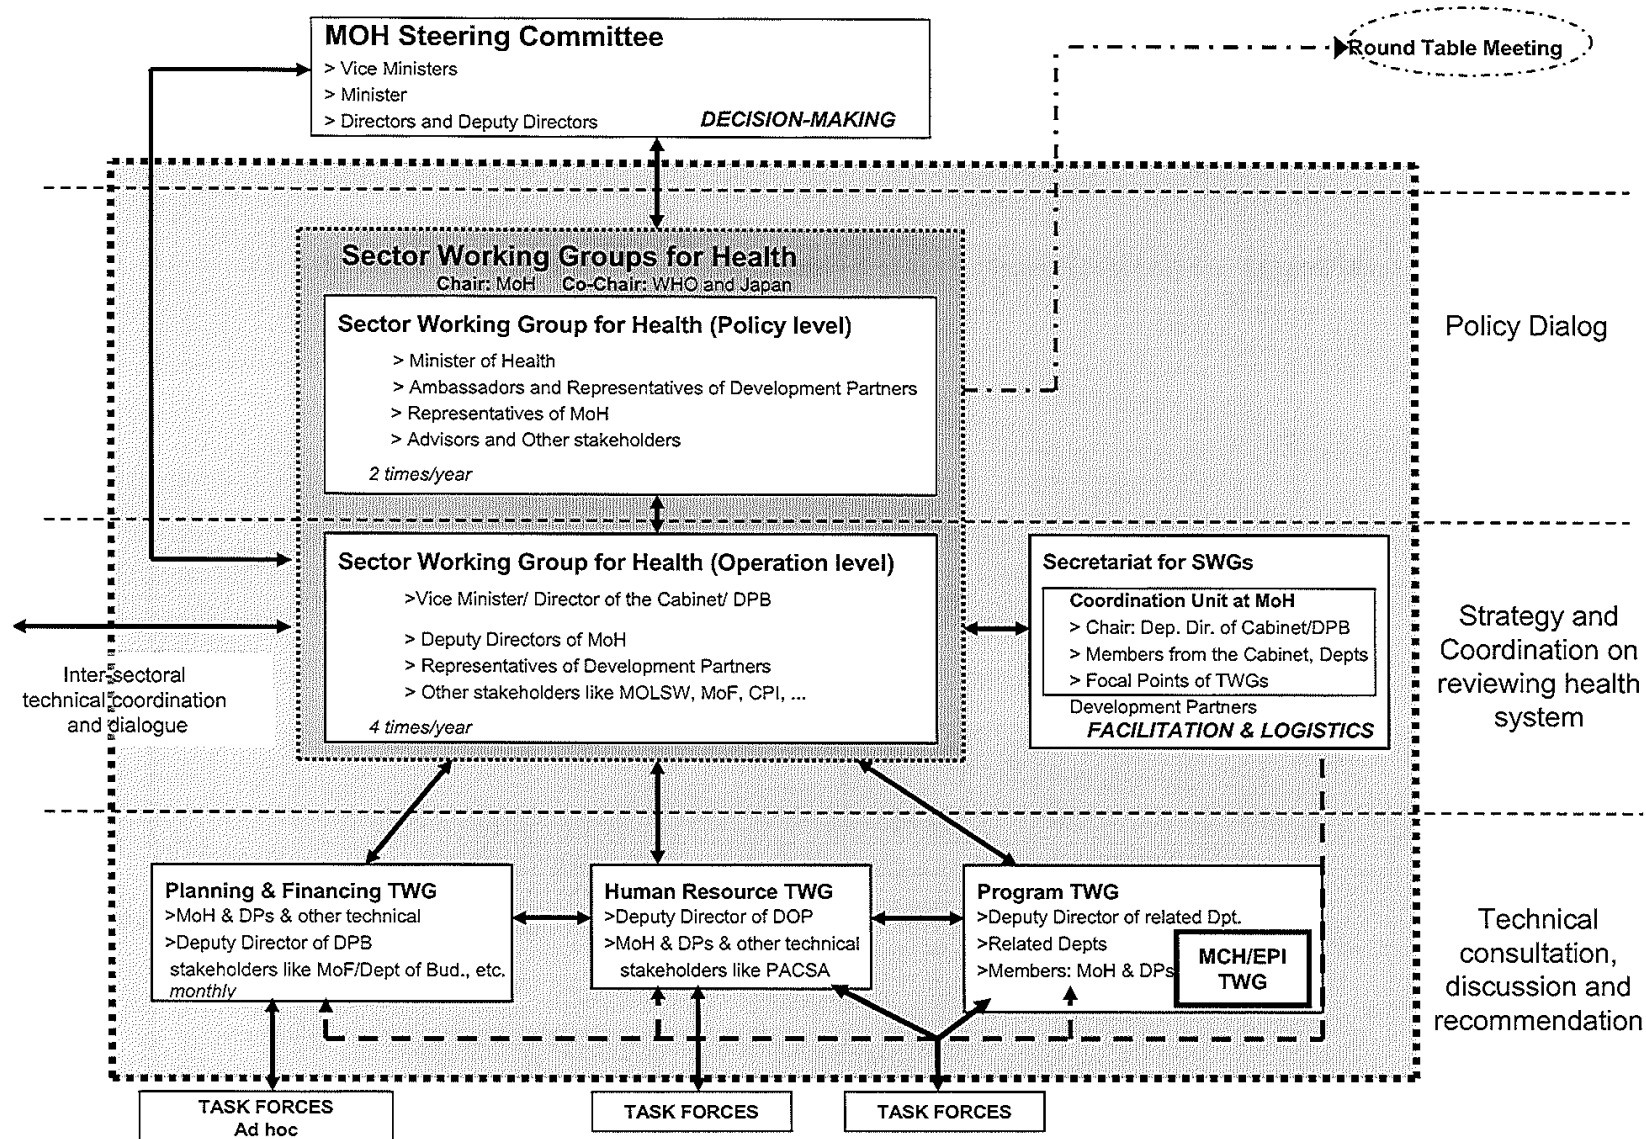 MOH Steering Committee
> Vice Ministers
> Minister
> Directors and Deputy Directors
DECISION-MAKING
Round Table Meeting
Sector Working Groups for Health
Chair: MoH Co-Chair: WHO and Japan
Sector Working Group for Health (Policy level)
> Minister of Health
> Ambassadors and Representatives of Development Partners
> Representatives of MoH
> Advisors and Other stakeholders
2 times/year
Policy Dialog
Sector Working Group for Health (Operation level)
>Vice Minister/ Director of the Cabinet/ DPB
> Deputy Directors of MoH
> Representatives of Development Partners
> Other stakeholders like MOLSW, MoF, CPI, ...
4 times/year
Secretariat for SWGs
Coordination Unit at MoH
> Chair: Dep. Dir. of Cabinet/DPB
> Members from the Cabinet, Depts
> Focal Points of TWGs
Development Partners
FACILITATION & LOGISTICS
Strategy and
Coordination on
reviewing health
system
Inter-sectoral
technical coordination
and dialogue
Planning & Financing TWG
>MoH & DPs & other technical
>Deputy Director of DPB
stakeholders like MoF/Dept of Bud., etc.
monthly
Human Resource TWG
>Deputy Director of DOP
>MoH & DPs & other technical
stakeholders like PACSA
Program TWG
>Deputy Director of related Dpt.
>Related Depts
>Members: MoH & DPs
MCH/EPI
TWG
Technical
consultation,
discussion and
recommendation
TASK FORCES
Ad hoc
TASK FORCES
TASK FORCES